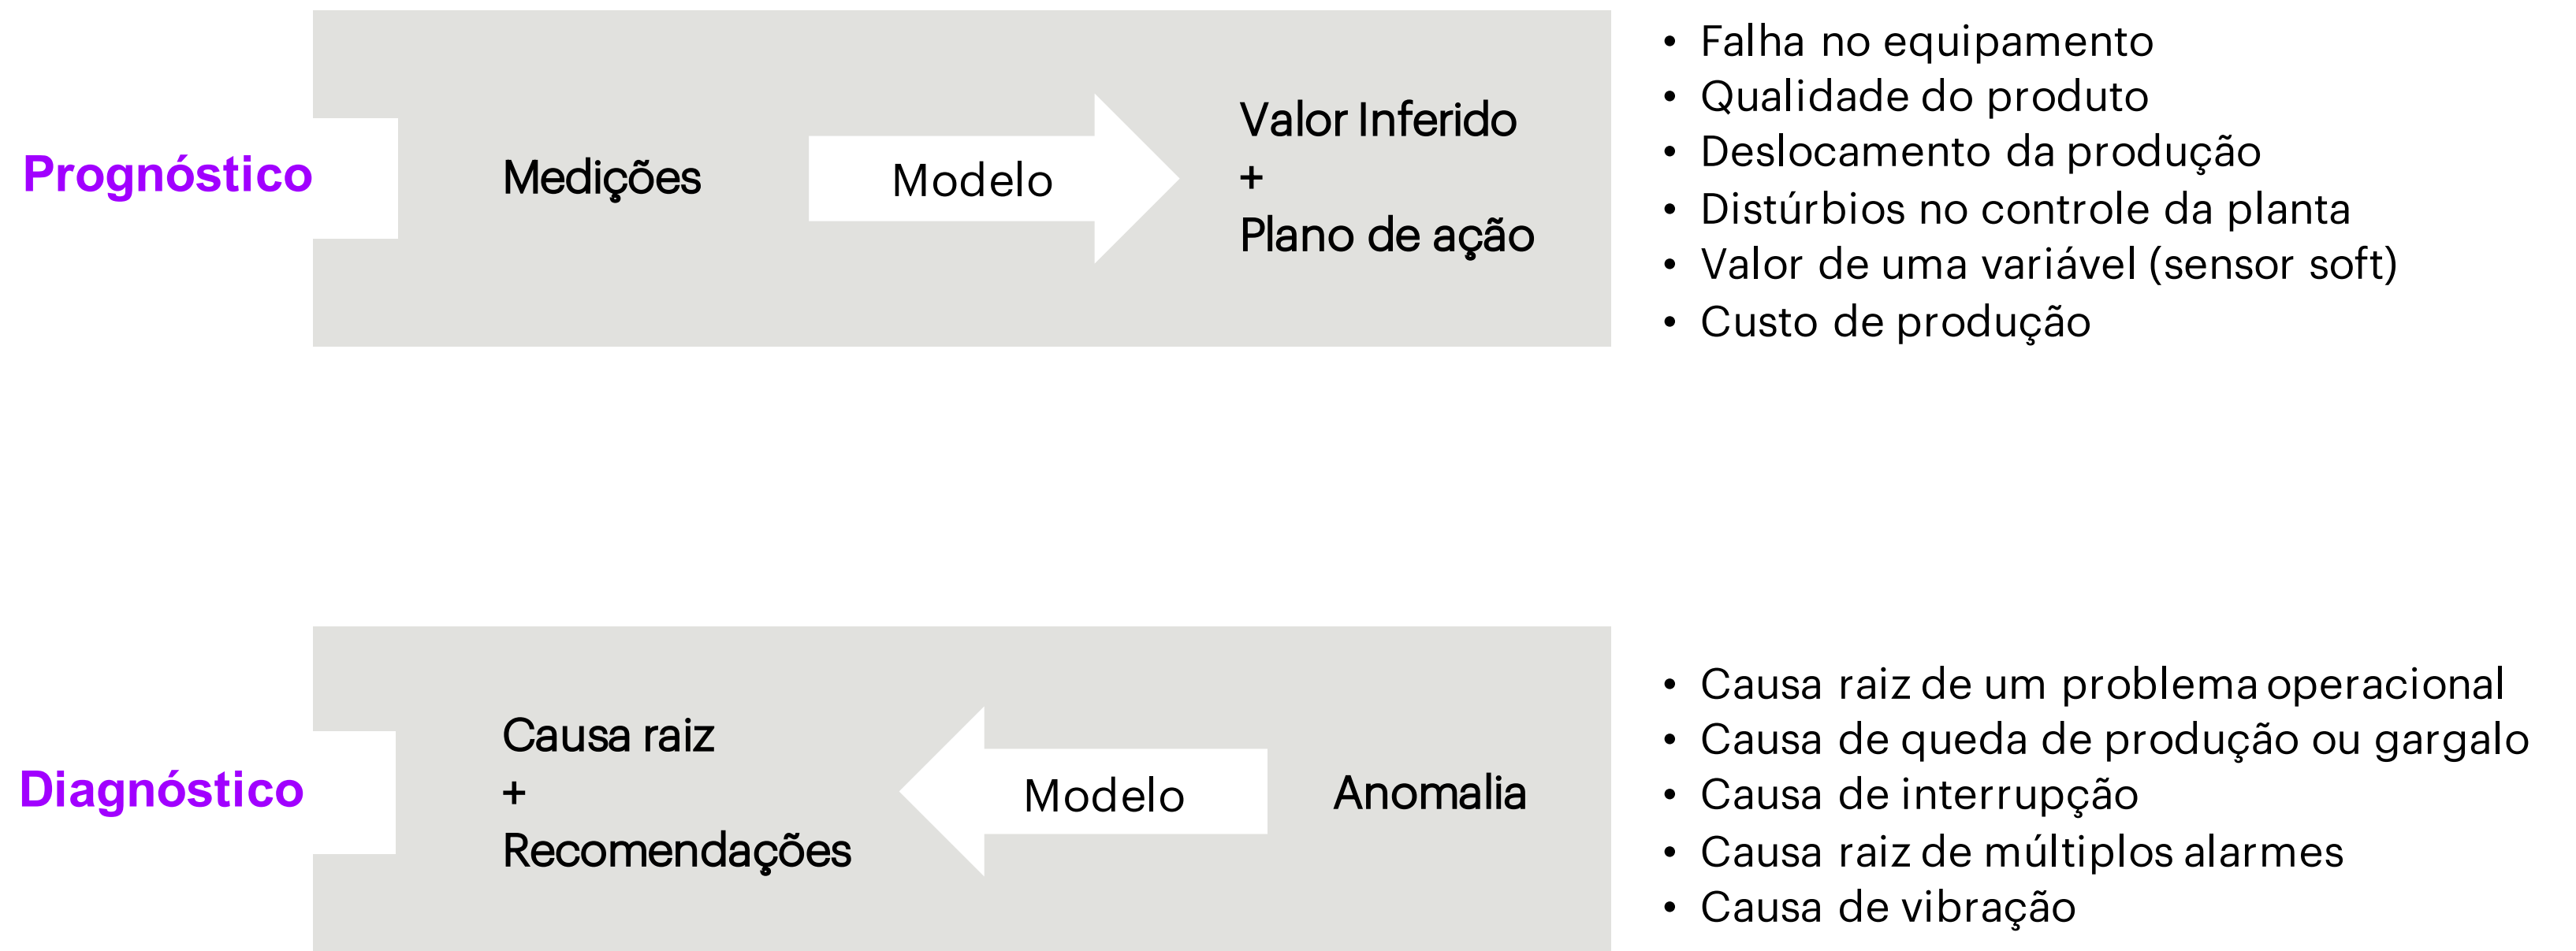 Prognóstico
Medições
Modelo
Valor Inferido
+
Plano de ação
• Falha no equipamento
• Qualidade do produto
• Deslocamento da produção
• Distúrbios no controle da planta
• Valor de uma variável (sensor soft)
• Custo de produção
Diagnóstico
Causa raiz
+
Recomendações
Modelo
Anomalia
• Causa raiz de um problema operacional
• Causa de queda de produção ou gargalo
• Causa de interrupção
• Causa raiz de múltiplos alarmes
• Causa de vibração